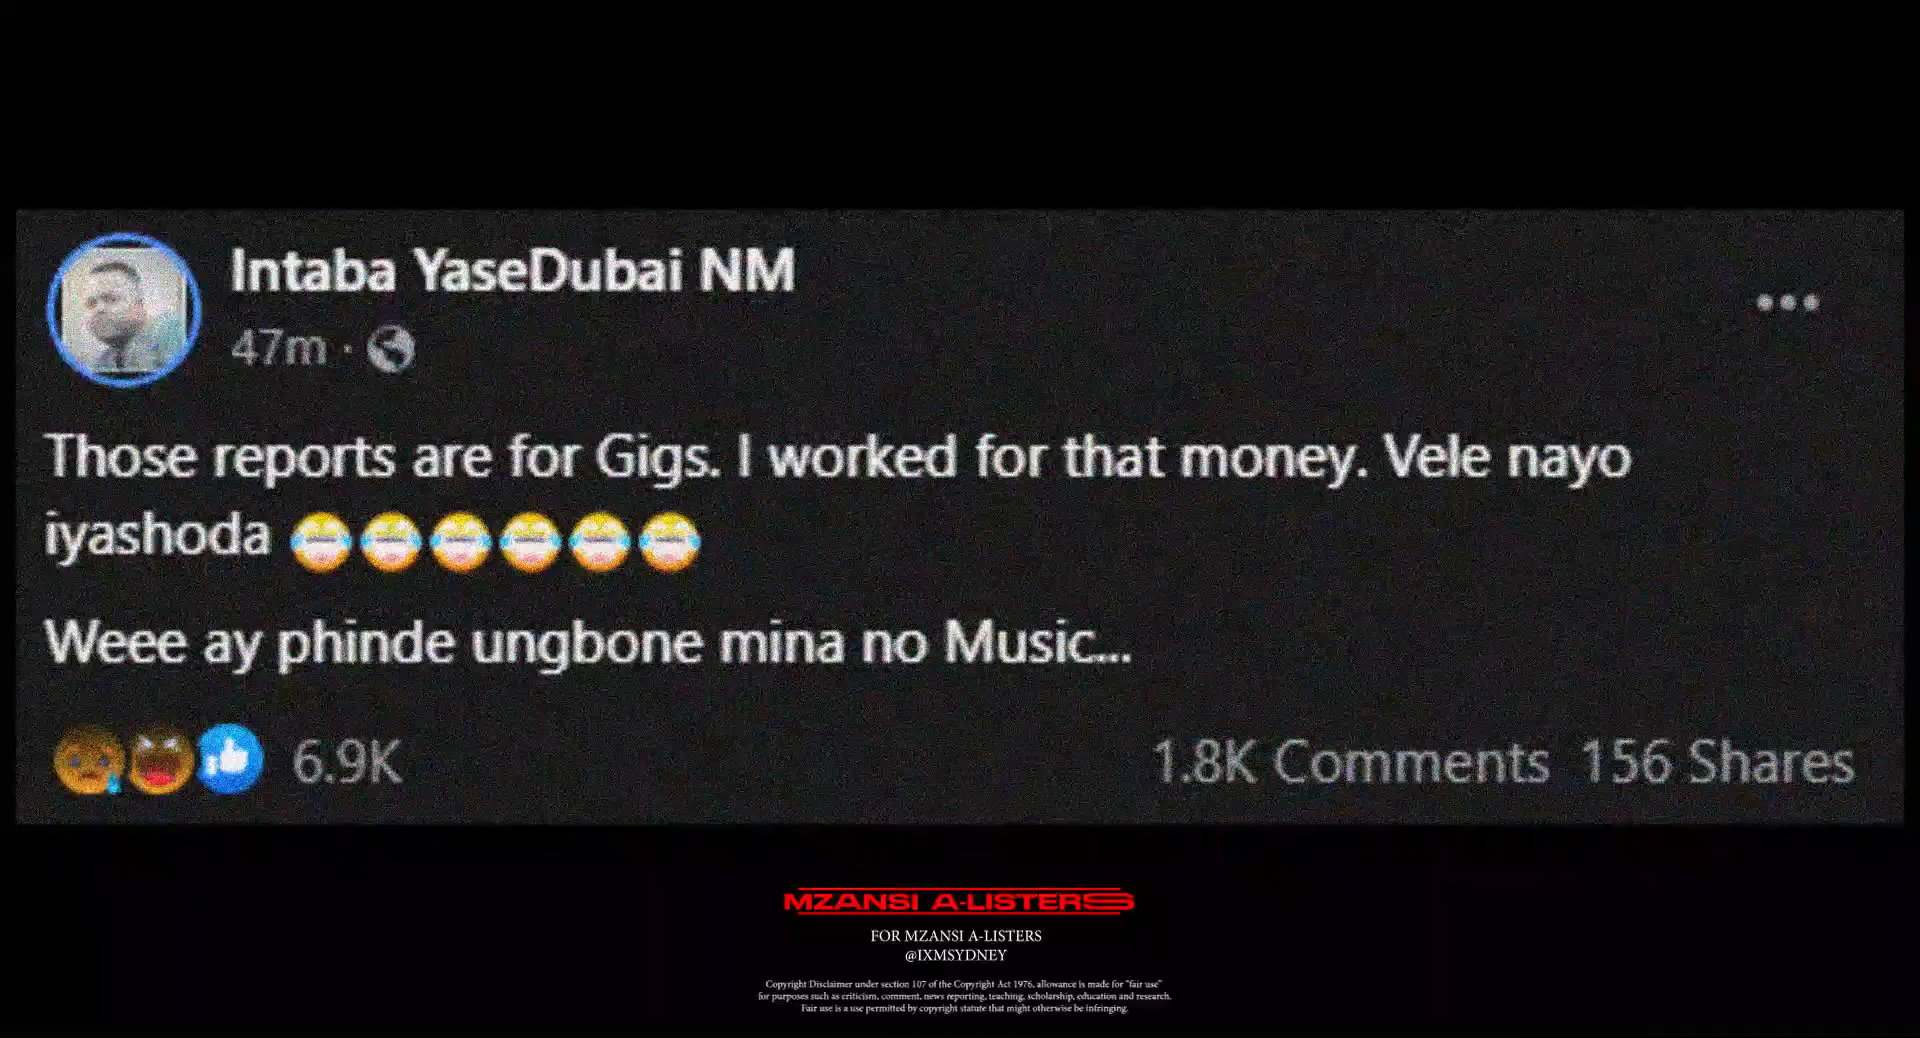 Intaba YaseDubai NM
47m ·
Those reports are for Gigs. I worked for that money. Vele nayo
iyashoda 😂😂😂😂😂😂
Weee ay phinde ungbone mina no Music...
6.9K
1.8K Comments 156 Shares
MZANSI A-LISTERS
FOR MZANSI A-LISTERS
@IXMSYDNEY
Copyright Disclaimer under section 107 of the Copyright Act 1976, allowance is made for "fair use"
for purposes such as criticism, comment, news reporting, teaching, scholarship, education and research.
Fair use is a use permitted by copyright statute that might otherwise be infringing.